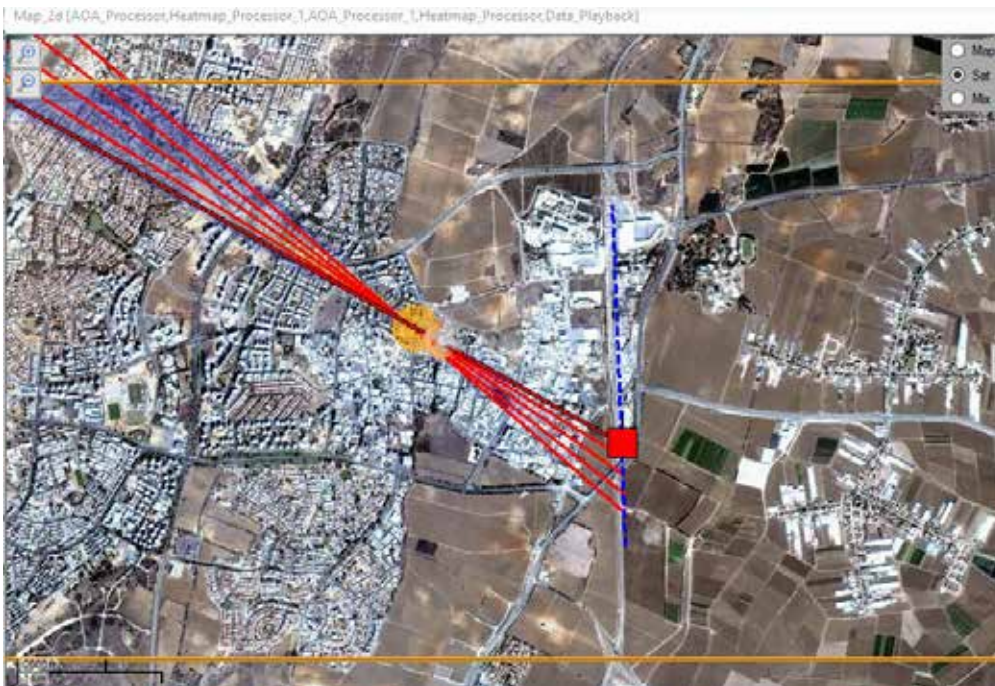 Map_2d [AOA_Processor,Heatmap_Processor_1,AOA_Processor_1,Heatmap_Processor,Data_Playback]
Map
Sat
Mix